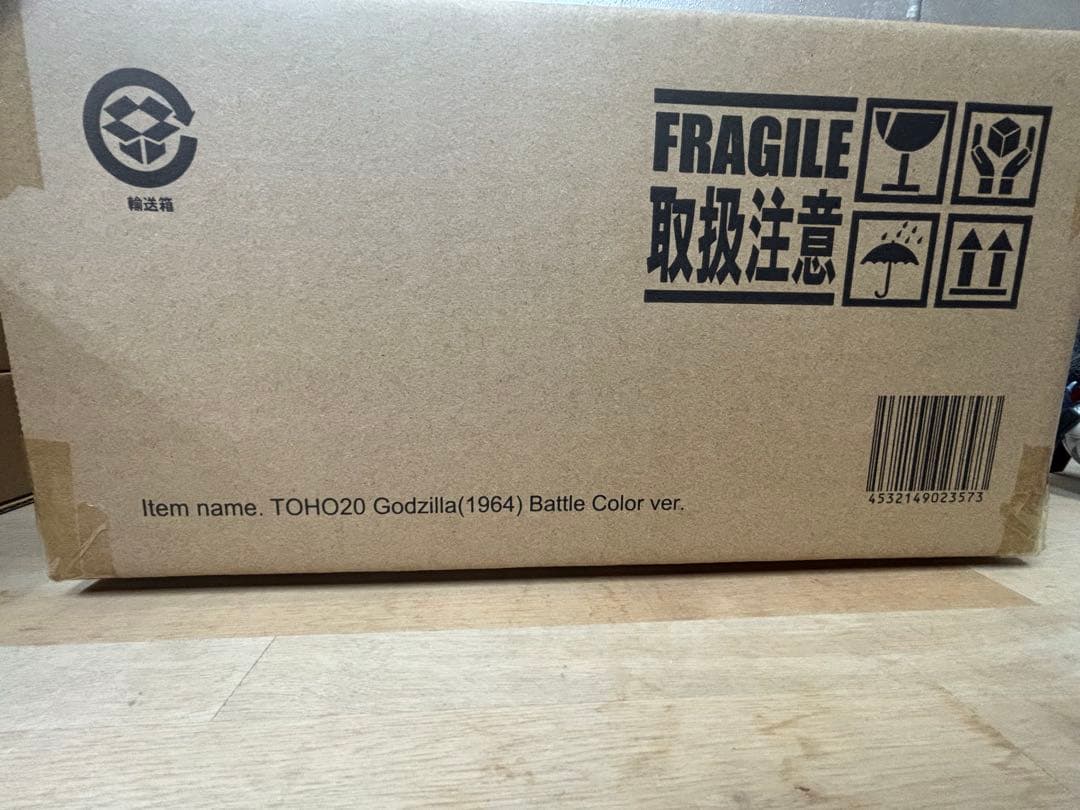 輸送箱
FRAGILE
取扱注意
Item name. TOHO20 Godzilla(1964) Battle Color ver.
4532149023573